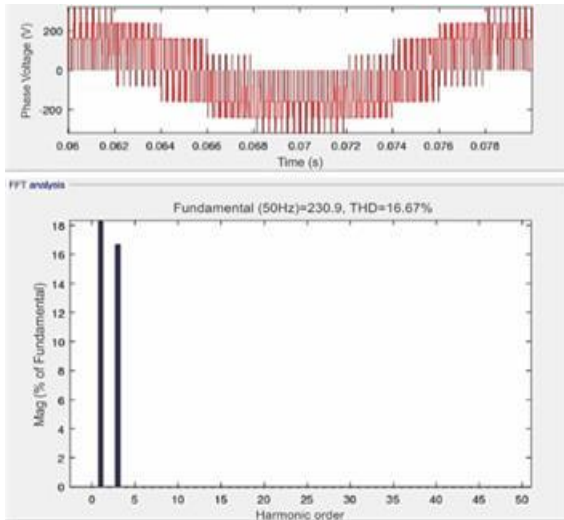 Phase Voltage (V)
200
0
-200
0.06 0.062 0.064 0.066 0.068 0.07 0.072 0.074 0.076 0.078
Time (s)
FFT analysis
Fundamental (50Hz)=230.9, THD=16.67%
Mag (% of Fundamental)
18
16
14
12
10
8
6
4
2
0
0 5 10 15 20 25 30 35 40 45 50
Harmonic order